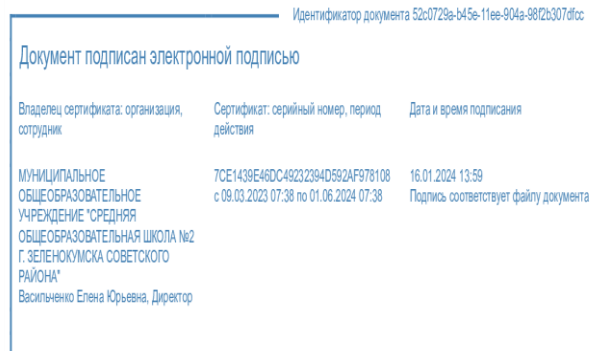 Идентификатор документа 52c0729a-b45e-11ee-904a-98f2b307dfcc
Документ подписан электронной подписью
Владелец сертификата: организация, сотрудник
Сертификат: серийный номер, период действия
Дата и время подписания
МУНИЦИПАЛЬНОЕ
ОБЩЕОБРАЗОВАТЕЛЬНОЕ
УЧРЕЖДЕНИЕ "СРЕДНЯЯ
ОБЩЕОБРАЗОВАТЕЛЬНАЯ ШКОЛА №2
Г. ЗЕЛЕНОКУМСКА СОВЕТСКОГО
РАЙОНА"
Васильченко Елена Юрьевна, Директор
7CE1439E46DC49232394D592AF978108
с 09.03.2023 07:38 по 01.06.2024 07:38
16.01.2024 13:59
Подпись соответствует файлу документа